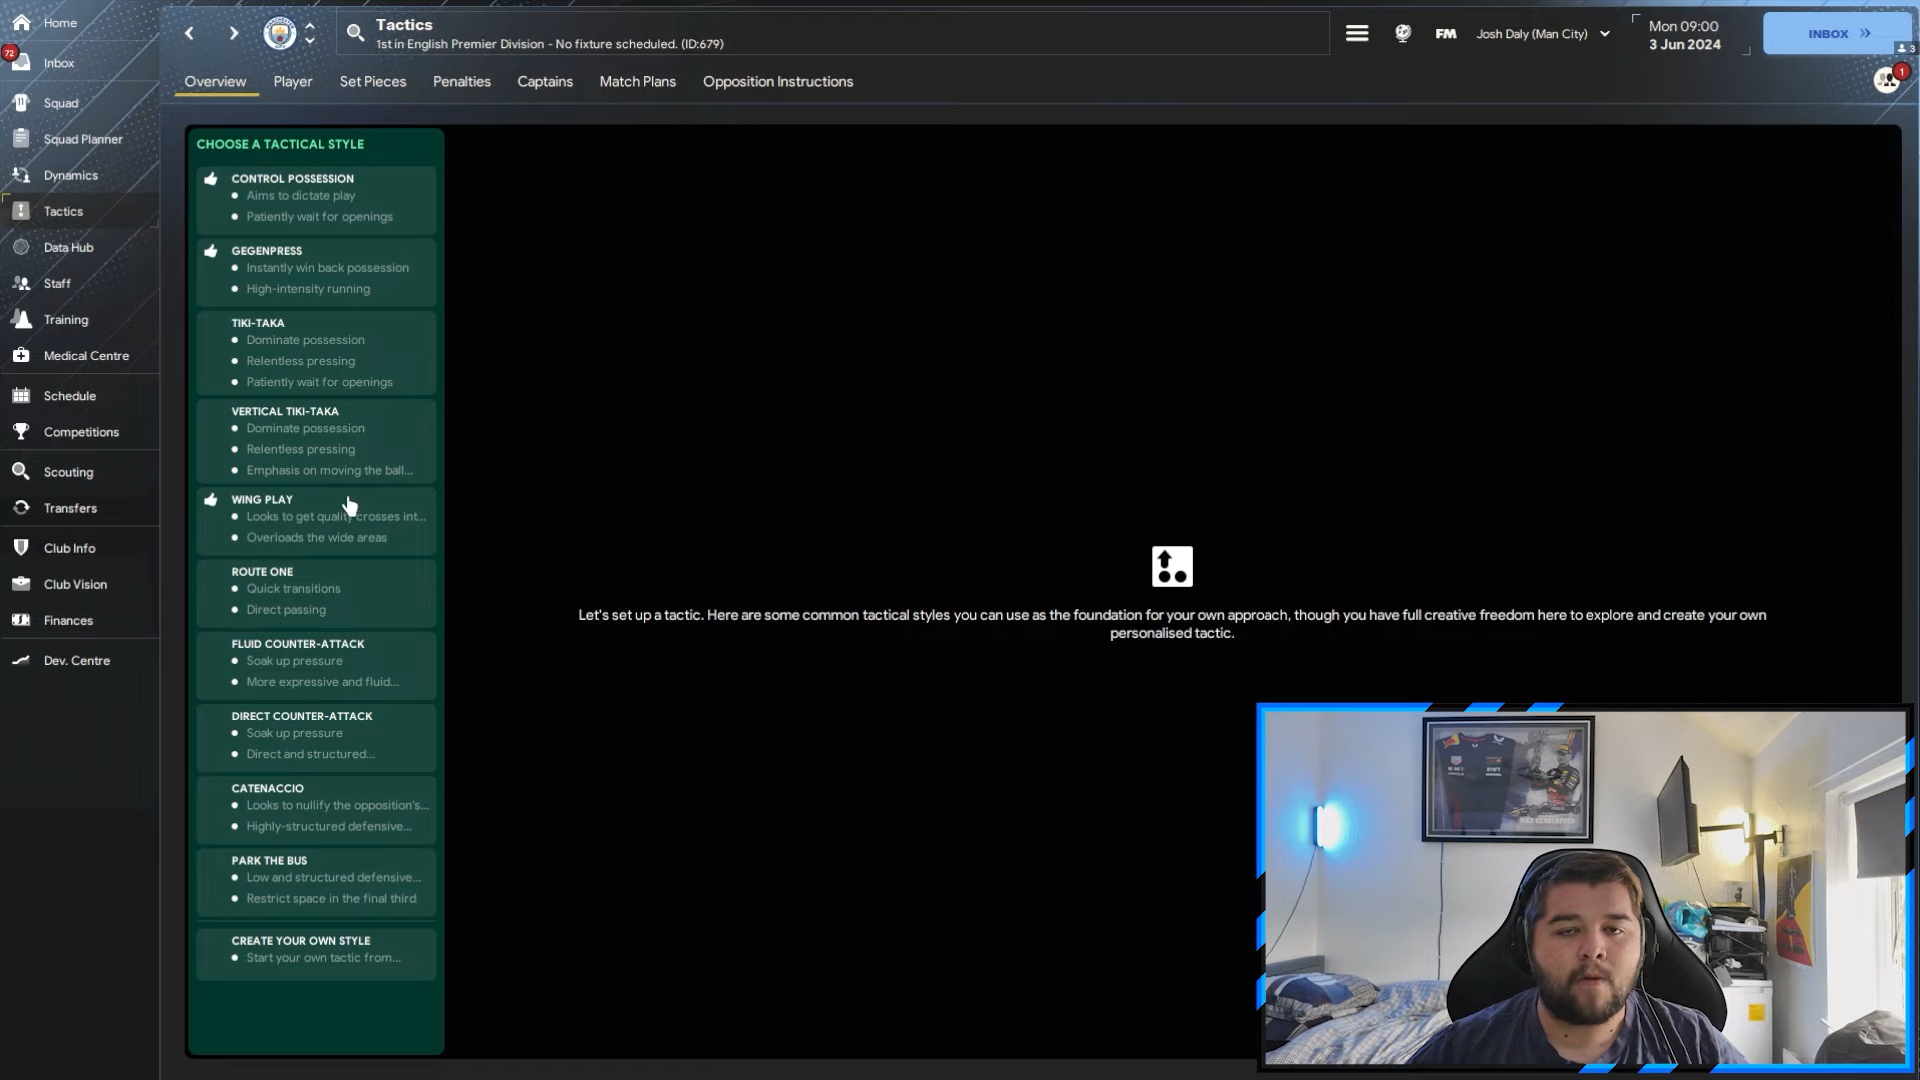 Home
72
Inbox
Squad
Squad Planner
Dynamics
Tactics
Data Hub
Staff
Training
Medical Centre
Schedule
Competitions
Scouting
Transfers
Club Info
Club Vision
Finances
Dev. Centre
Tactics
1st in English Premier Division - No fixture scheduled. (ID:679)
FM
Josh Daly (Man City)
Mon 09:00
3 Jun 2024
INBOX
3
1
Overview
Player
Set Pieces
Penalties
Captains
Match Plans
Opposition Instructions
CHOOSE A TACTICAL STYLE
CONTROL POSSESSION
Aims to dictate play
Patiently wait for openings
GEGENPRESS
Instantly win back possession
High-intensity running
TIKI-TAKA
Dominate possession
Relentless pressing
Patiently wait for openings
VERTICAL TIKI-TAKA
Dominate possession
Relentless pressing
Emphasis on moving the ball...
WING PLAY
Looks to get quality crosses int...
Overloads the wide areas
ROUTE ONE
Quick transitions
Direct passing
FLUID COUNTER-ATTACK
Soak up pressure
More expressive and fluid...
DIRECT COUNTER-ATTACK
Soak up pressure
Direct and structured...
CATENACCIO
Looks to nullify the opposition's...
Highly-structured defensive...
PARK THE BUS
Low and structured defensive...
Restrict space in the final third
CREATE YOUR OWN STYLE
Start your own tactic from...
Let's set up a tactic. Here are some common tactical styles you can use as the foundation for your own approach, though you have full creative freedom here to explore and create your own
personalised tactic.
MAX VERSTAPPEN